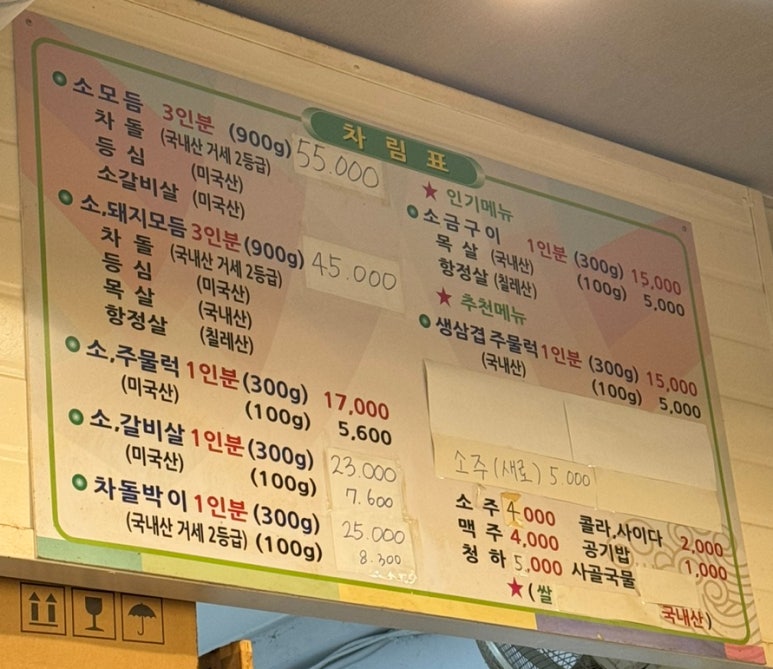 차림표
소모듬 3인분 (900g) 55.000
차돌 (국내산 거세 2등급)
등심 (미국산)
소갈비살 (미국산)
소,돼지모듬 3인분 (900g) 45.000
차돌 (국내산 거세 2등급)
등심 (미국산)
목살 (국내산)
항정살 (칠레산)
소,주물럭 1인분 (300g) 17,000
(미국산) (100g) 5,600
소,갈비살 1인분 (300g) 23.000
(미국산) (100g) 7.600
차돌박이 1인분 (300g) 25.000
(국내산 거세 2등급) (100g) 8.300
★ 인기메뉴
소금구이 1인분 (300g) 15,000
목살 (국내산) (100g) 5,000
항정살 (칠레산)
★ 추천메뉴
생삼겹 주물럭 1인분 (300g) 15,000
(국내산) (100g) 5,000
소주 (새로) 5.000
소주 4,000 콜라,사이다 2,000
맥주 4,000 공기밥 1,000
청하 5,000 사골국물
★(쌀 국내산)